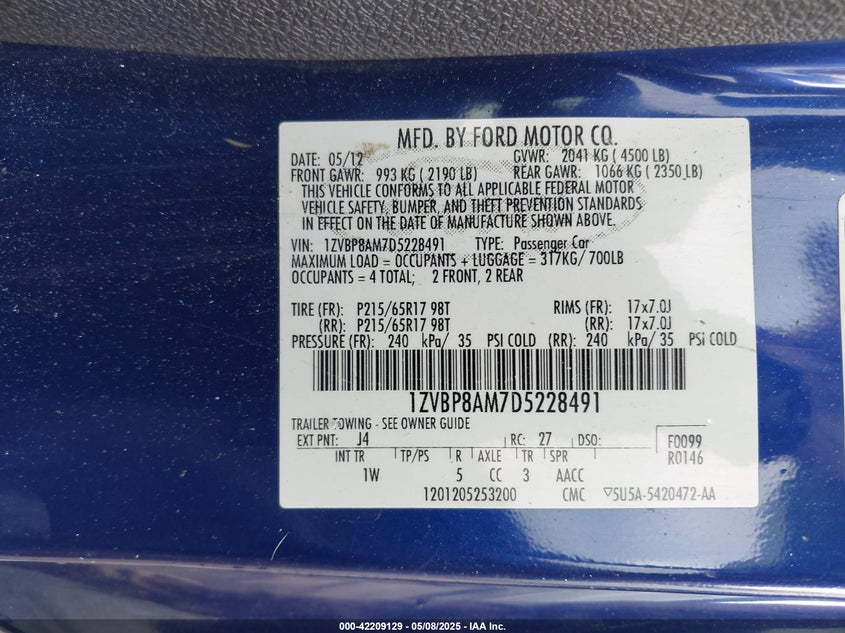 MFD. BY FORD MOTOR CO.
DATE: 05/12 GVWR: 2041 KG (4500 LB)
FRONT GAWR: 993 KG (2190 LB) REAR GAWR: 1066 KG (2350 LB)
THIS VEHICLE CONFORMS TO ALL APPLICABLE FEDERAL MOTOR
VEHICLE SAFETY, BUMPER, AND THEFT PREVENTION STANDARDS
IN EFFECT ON THE DATE OF MANUFACTURE SHOWN ABOVE.
VIN: 1ZVBP8AM7D5228491 TYPE: Passenger Car
MAXIMUM LOAD = OCCUPANTS + LUGGAGE = 317KG/ 700LB
OCCUPANTS = 4 TOTAL; 2 FRONT, 2 REAR
TIRE (FR): P215/65R17 98T RIMS (FR): 17x7.0J
(RR): P215/65R17 98T (RR): 17x7.0J
PRESSURE (FR): 240 kPa/ 35 PSI COLD (RR): 240 kPa/ 35 PSI COLD
1ZVBP8AM7D5228491
TRAILER TOWING - SEE OWNER GUIDE
EXT PNT: J4 RC: 27 DSO: F0099
INT TR TP/PS R AXLE TR SPR R0146
1W 5 CC 3 AACC
1201205253200 CMC ▽5U5A-5420472-AA
000-42209129 - 05/08/2025 - IAA Inc.